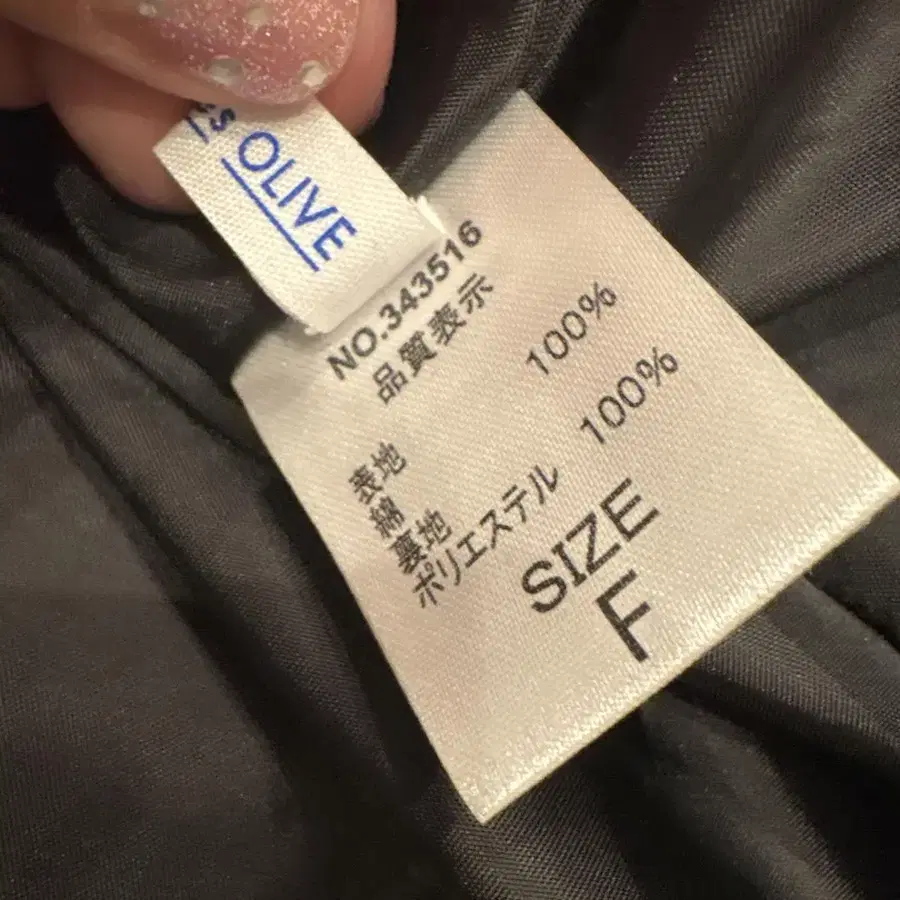 OLIVE
NO.343516
品質表示
表地
綿 100%
裏地
ポリエステル 100%
SIZE
F